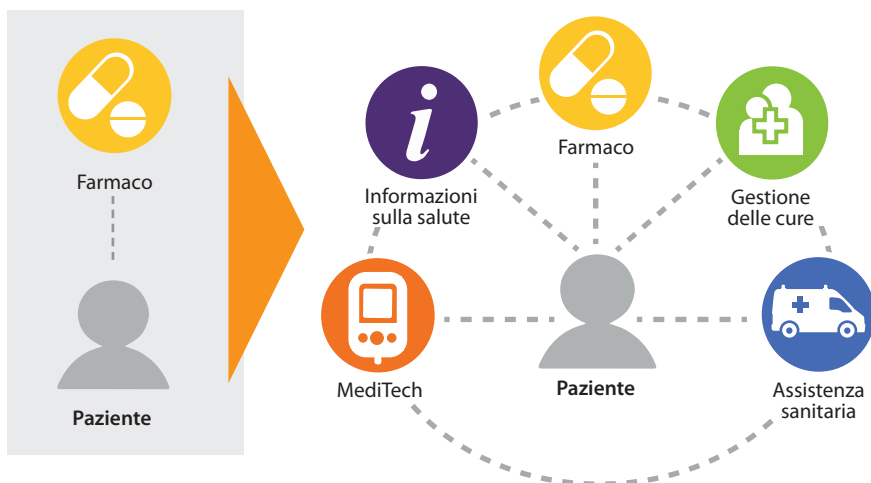 Farmaco
Paziente
Informazioni
sulla salute
Farmaco
Gestione
delle cure
MediTech
Paziente
Assistenza
sanitaria